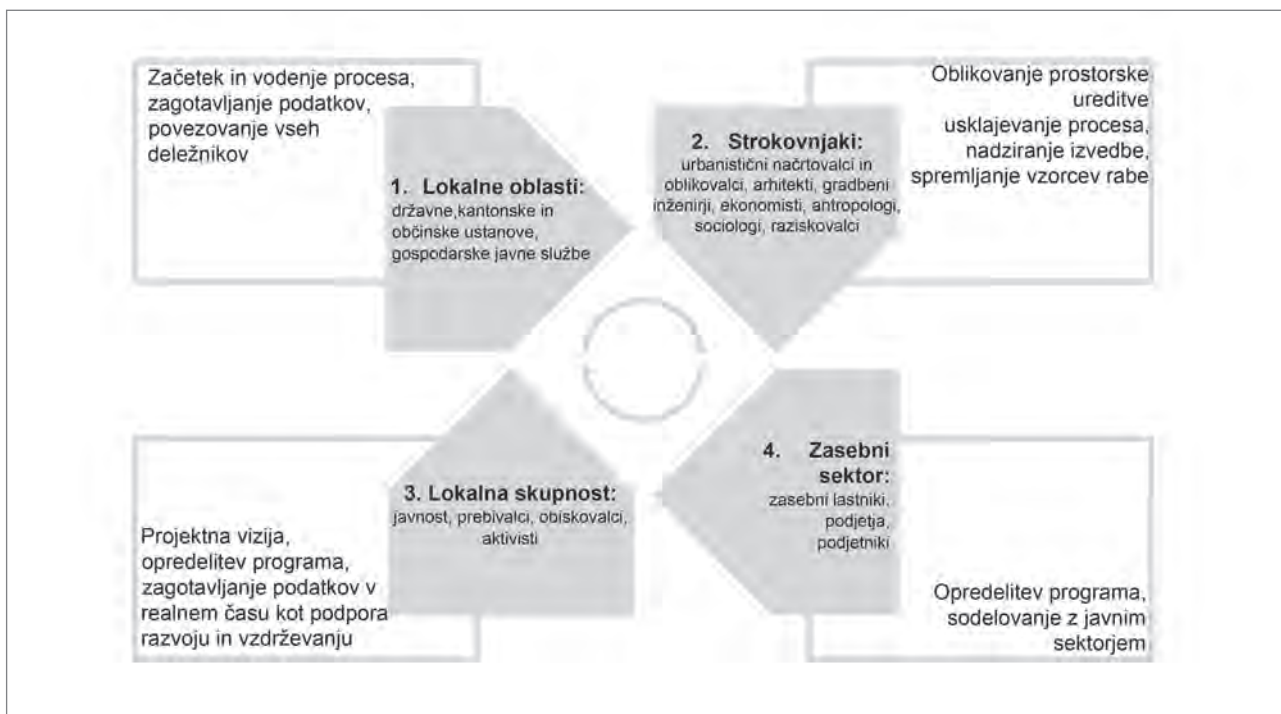 Začetek in vodenje procesa,
zagotavljanje podatkov,
povezovanje vseh
deležnikov
1. Lokalne oblasti:
državne,kantonske in
občinske ustanove,
gospodarske javne službe
2. Strokovnjaki:
urbanistični načrtovalci in
oblikovalci, arhitekti, gradbeni
inženirji, ekonomisti, antropologi,
sociologi, raziskovalci
Oblikovanje prostorske
ureditve
usklajevanje procesa,
nadziranje izvedbe,
spremljanje vzorcev rabe
3. Lokalna skupnost:
javnost, prebivalci, obiskovalci,
aktivisti
Projektna vizija,
opredelitev programa,
zagotavljanje podatkov v
realnem času kot podpora
razvoju in vzdrževanju
4. Zasebni
sektor:
zasebni lastniki,
podjetja,
podjetniki
Opredelitev programa,
sodelovanje z javnim
sektorjem